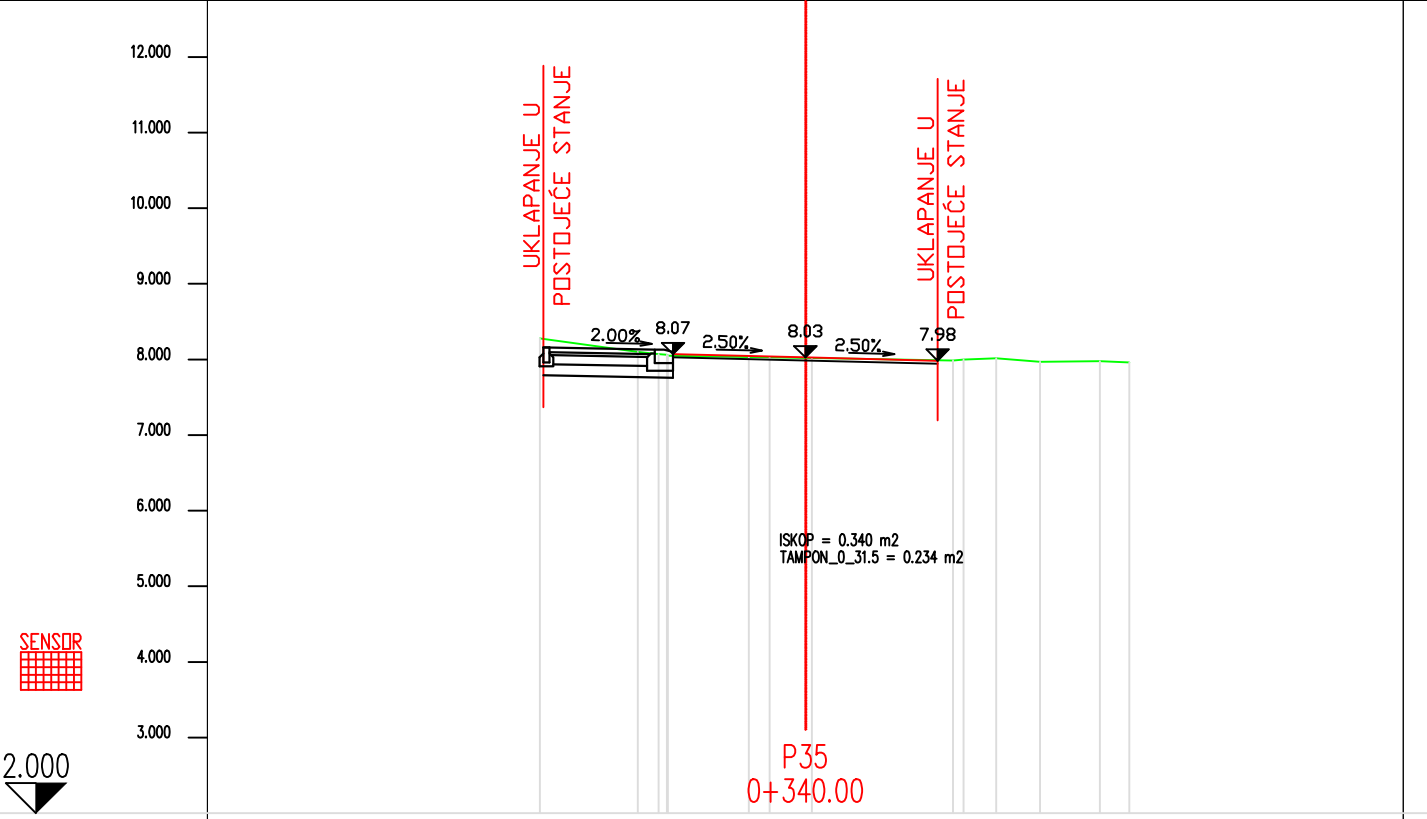 12.000
11.000
10.000
9.000
8.000
7.000
6.000
5.000
4.000
3.000
2.000
SENSOR
UKLAPANJE U
POSTOJEĆE STANJE
UKLAPANJE U
POSTOJEĆE STANJE
2.00%
8.07
2.50%
8.03
2.50%
7.98
ISKOP = 0.340 m2
TAMPON_0_31.5 = 0.234 m2
P35
0+340.00